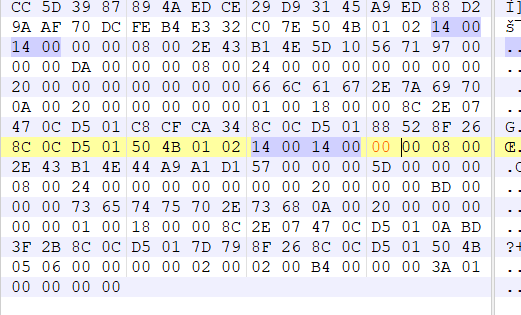 CC 5D 39 87 89 4A ED CE 29 D9 31 45 A9 ED 88 D2 Í]
9A AF 70 DC FE B4 E3 32 C0 7E 50 4B 01 02 14 00 š¯
14 00 00 00 08 00 2E 43 B1 4E 5D 10 56 71 97 00 ..
00 00 DA 00 00 00 08 00 24 00 00 00 00 00 00 00 ..
20 00 00 00 00 00 00 00 66 6C 61 67 2E 7A 69 70
0A 00 20 00 00 00 00 00 01 00 18 00 00 8C 2E 07 ..
47 0C D5 01 C8 CF CA 34 8C 0C D5 01 88 52 8F 26 G.
8C 0C D5 01 50 4B 01 02 14 00 14 00 00 00 08 00 Œ.
2E 43 B1 4E 44 A9 A1 D1 57 00 00 00 5D 00 00 00 .C
08 00 24 00 00 00 00 00 00 00 20 00 00 00 BD 00 ..
00 00 73 65 74 75 70 2E 73 68 0A 00 20 00 00 00 ..
00 00 01 00 18 00 00 8C 2E 07 47 0C D5 01 0A BD ..
3F 2B 8C 0C D5 01 7D 79 8F 26 8C 0C D5 01 50 4B ?+
05 06 00 00 00 00 02 00 02 00 B4 00 00 00 3A 01 ..
00 00 00 00 ..